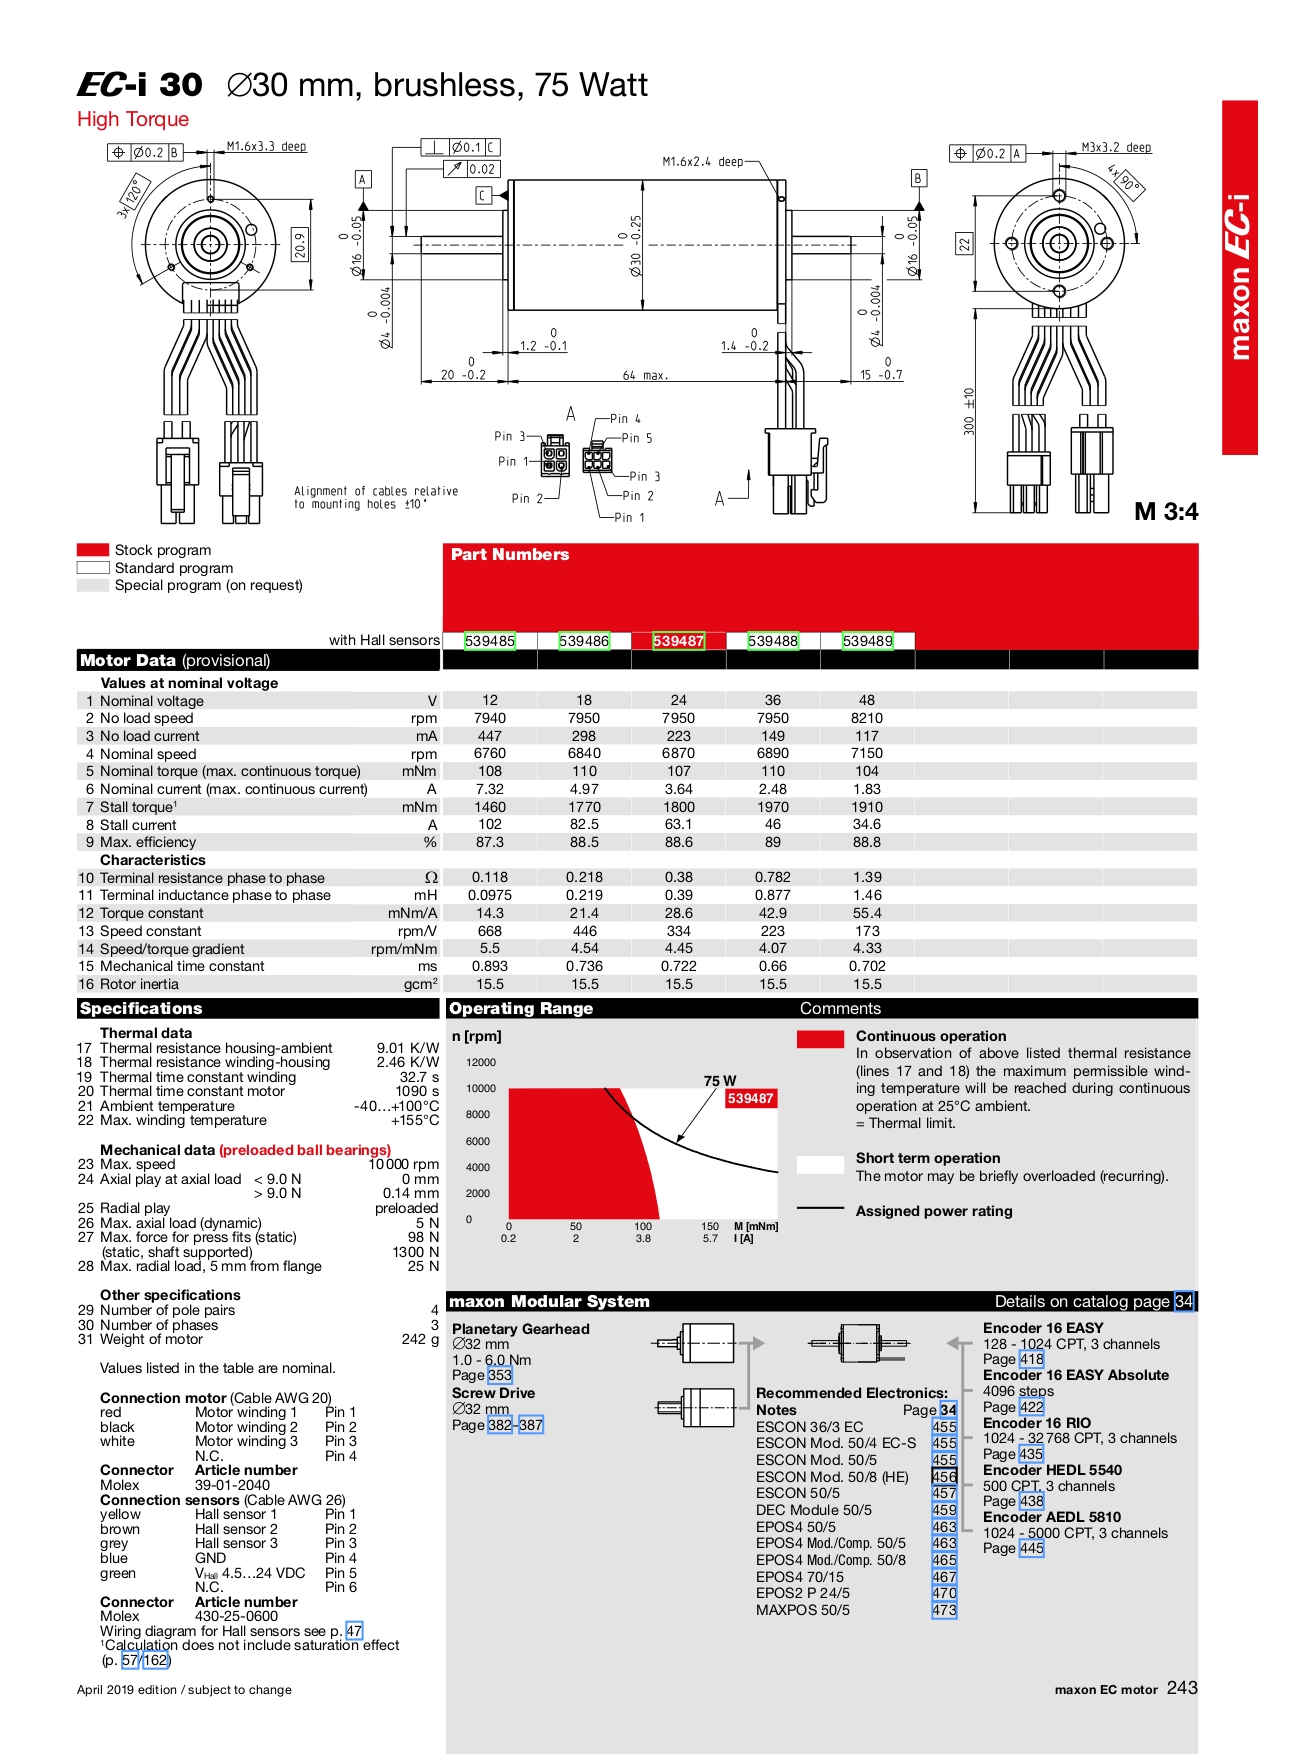 EC-i 30 ∅30 mm, brushless, 75 Watt
High Torque
maxon EC-i
⌖ ∅0.2 B
M1.6x3.3 deep
3x 120°
20.9
⊥ ∅0.1 C
↗ 0.02
A
C
M1.6x2.4 deep
B
0
∅16 -0.05
0
∅30 -0.25
0
∅16 -0.05
0
∅4 -0.004
0
∅4 -0.004
0
1.2 -0.1
0
1.4 -0.2
0
20 -0.2
64 max.
0
15 -0.7
⌖ ∅0.2 A
M3x3.2 deep
4x 90°
22
300 ±10
A
Pin 4
Pin 3
Pin 5
Pin 1
Pin 3
Pin 2
Pin 2
Pin 1
A
Alignment of cables relative
to mounting holes ±10°
M 3:4
Stock program
Standard program
Special program (on request)
Part Numbers
with Hall sensors 539485 539486 539487 539488 539489
Motor Data (provisional)
Values at nominal voltage
1 Nominal voltage V 12 18 24 36 48
2 No load speed rpm 7940 7950 7950 7950 8210
3 No load current mA 447 298 223 149 117
4 Nominal speed rpm 6760 6840 6870 6890 7150
5 Nominal torque (max. continuous torque) mNm 108 110 107 110 104
6 Nominal current (max. continuous current) A 7.32 4.97 3.64 2.48 1.83
7 Stall torque¹ mNm 1460 1770 1800 1970 1910
8 Stall current A 102 82.5 63.1 46 34.6
9 Max. efficiency % 87.3 88.5 88.6 89 88.8
Characteristics
10 Terminal resistance phase to phase Ω 0.118 0.218 0.38 0.782 1.39
11 Terminal inductance phase to phase mH 0.0975 0.219 0.39 0.877 1.46
12 Torque constant mNm/A 14.3 21.4 28.6 42.9 55.4
13 Speed constant rpm/V 668 446 334 223 173
14 Speed/torque gradient rpm/mNm 5.5 4.54 4.45 4.07 4.33
15 Mechanical time constant ms 0.893 0.736 0.722 0.66 0.702
16 Rotor inertia gcm² 15.5 15.5 15.5 15.5 15.5
Specifications
Thermal data
17 Thermal resistance housing-ambient 9.01 K/W
18 Thermal resistance winding-housing 2.46 K/W
19 Thermal time constant winding 32.7 s
20 Thermal time constant motor 1090 s
21 Ambient temperature -40…+100°C
22 Max. winding temperature +155°C
Mechanical data (preloaded ball bearings)
23 Max. speed 10 000 rpm
24 Axial play at axial load < 9.0 N 0 mm
> 9.0 N 0.14 mm
25 Radial play preloaded
26 Max. axial load (dynamic) 5 N
27 Max. force for press fits (static) 98 N
(static, shaft supported) 1300 N
28 Max. radial load, 5 mm from flange 25 N
Other specifications
29 Number of pole pairs 4
30 Number of phases 3
31 Weight of motor 242 g
Values listed in the table are nominal.
Connection motor (Cable AWG 20)
red Motor winding 1 Pin 1
black Motor winding 2 Pin 2
white Motor winding 3 Pin 3
N.C. Pin 4
Connector Article number
Molex 39-01-2040
Connection sensors (Cable AWG 26)
yellow Hall sensor 1 Pin 1
brown Hall sensor 2 Pin 2
grey Hall sensor 3 Pin 3
blue GND Pin 4
green VHall 4.5…24 VDC Pin 5
N.C. Pin 6
Connector Article number
Molex 430-25-0600
Wiring diagram for Hall sensors see p. 47
¹Calculation does not include saturation effect
(p. 57/162)
Operating Range
n [rpm]
12000
10000
8000
6000
4000
2000
0
75 W
539487
0 50 100 150 M [mNm]
0.2 2 3.8 5.7 I [A]
Comments
Continuous operation
In observation of above listed thermal resistance
(lines 17 and 18) the maximum permissible wind-
ing temperature will be reached during continuous
operation at 25°C ambient.
= Thermal limit.
Short term operation
The motor may be briefly overloaded (recurring).
Assigned power rating
maxon Modular System Details on catalog page 34
Planetary Gearhead
∅32 mm
1.0 - 6.0 Nm
Page 353
Screw Drive
∅32 mm
Page 382-387
Recommended Electronics:
Notes Page 34
ESCON 36/3 EC 455
ESCON Mod. 50/4 EC-S 455
ESCON Mod. 50/5 455
ESCON Mod. 50/8 (HE) 456
ESCON 50/5 457
DEC Module 50/5 459
EPOS4 50/5 463
EPOS4 Mod./Comp. 50/5 463
EPOS4 Mod./Comp. 50/8 465
EPOS4 70/15 467
EPOS2 P 24/5 470
MAXPOS 50/5 473
Encoder 16 EASY
128 - 1024 CPT, 3 channels
Page 418
Encoder 16 EASY Absolute
4096 steps
Page 422
Encoder 16 RIO
1024 - 32 768 CPT, 3 channels
Page 435
Encoder HEDL 5540
500 CPT, 3 channels
Page 438
Encoder AEDL 5810
1024 - 5000 CPT, 3 channels
Page 445
April 2019 edition / subject to change
maxon EC motor 243